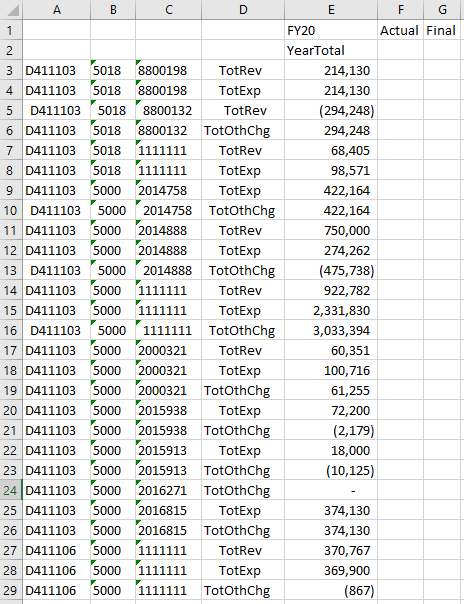 A B C D E F G
1 FY20 Actual Final
2 YearTotal
3 D411103 5018 8800198 TotRev 214,130
4 D411103 5018 8800198 TotExp 214,130
5 D411103 5018 8800132 TotRev (294,248)
6 D411103 5018 8800132 TotOthChg 294,248
7 D411103 5018 1111111 TotRev 68,405
8 D411103 5018 1111111 TotExp 98,571
9 D411103 5000 2014758 TotExp 422,164
10 D411103 5000 2014758 TotOthChg 422,164
11 D411103 5000 2014888 TotRev 750,000
12 D411103 5000 2014888 TotExp 274,262
13 D411103 5000 2014888 TotOthChg (475,738)
14 D411103 5000 1111111 TotRev 922,782
15 D411103 5000 1111111 TotExp 2,331,830
16 D411103 5000 1111111 TotOthChg 3,033,394
17 D411103 5000 2000321 TotRev 60,351
18 D411103 5000 2000321 TotExp 100,716
19 D411103 5000 2000321 TotOthChg 61,255
20 D411103 5000 2015938 TotExp 72,200
21 D411103 5000 2015938 TotOthChg (2,179)
22 D411103 5000 2015913 TotExp 18,000
23 D411103 5000 2015913 TotOthChg (10,125)
24 D411103 5000 2016271 TotOthChg -
25 D411103 5000 2016815 TotExp 374,130
26 D411103 5000 2016815 TotOthChg 374,130
27 D411106 5000 1111111 TotRev 370,767
28 D411106 5000 1111111 TotExp 369,900
29 D411106 5000 1111111 TotOthChg (867)